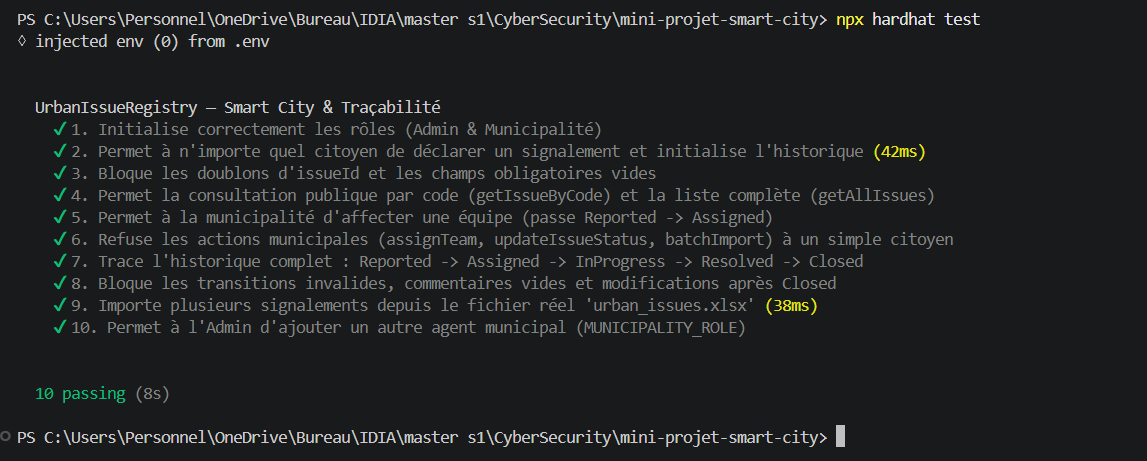 PS C:\Users\Personnel\OneDrive\Bureau\IDIA\master s1\CyberSecurity\mini-projet-smart-city> npx hardhat test
◊ injected env (0) from .env
UrbanIssueRegistry — Smart City & Traçabilité
✓ 1. Initialise correctement les rôles (Admin & Municipalité)
✓ 2. Permet à n'importe quel citoyen de déclarer un signalement et initialise l'historique (42ms)
✓ 3. Bloque les doublons d'issueId et les champs obligatoires vides
✓ 4. Permet la consultation publique par code (getIssueByCode) et la liste complète (getAllIssues)
✓ 5. Permet à la municipalité d'affecter une équipe (passe Reported -> Assigned)
✓ 6. Refuse les actions municipales (assignTeam, updateIssueStatus, batchImport) à un simple citoyen
✓ 7. Trace l'historique complet : Reported -> Assigned -> InProgress -> Resolved -> Closed
✓ 8. Bloque les transitions invalides, commentaires vides et modifications après Closed
✓ 9. Importe plusieurs signalements depuis le fichier réel 'urban_issues.xlsx' (38ms)
✓ 10. Permet à l'Admin d'ajouter un autre agent municipal (MUNICIPALITY_ROLE)
10 passing (8s)
PS C:\Users\Personnel\OneDrive\Bureau\IDIA\master s1\CyberSecurity\mini-projet-smart-city>